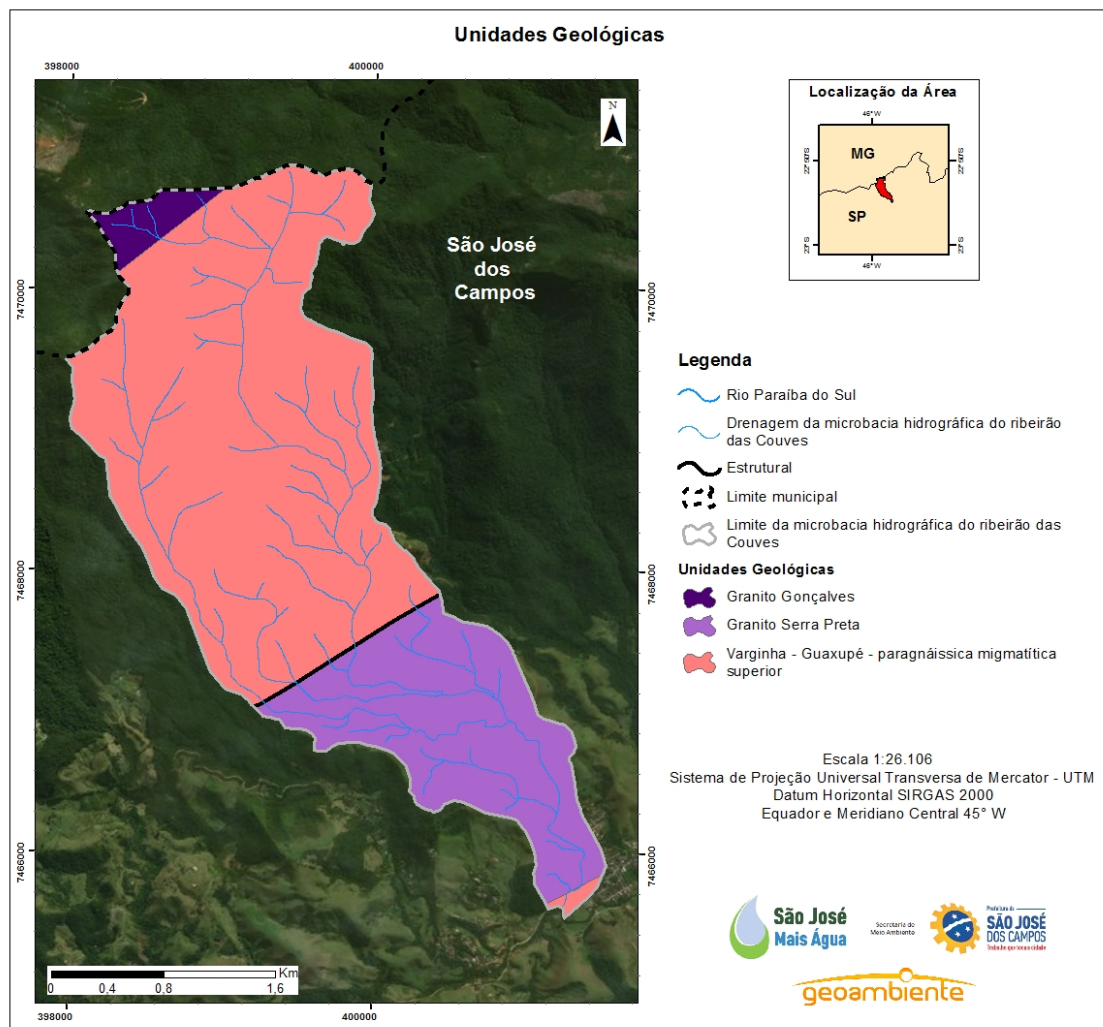 Unidades Geológicas
398000
400000
N
7470000
7468000
7466000
São José
dos
Campos
7470000
7468000
7466000
Km
0
0,4
0,8
1,6
398000
400000
Localização da Área
46° W
22°50'S
MG
SP
23°S
22°50'S
23°S
46° W
Legenda
Rio Paraíba do Sul
Drenagem da microbacia hidrográfica do ribeirão
das Couves
Estrutural
Limite municipal
Limite da microbacia hidrográfica do ribeirão das
Couves
Unidades Geológicas
Granito Gonçalves
Granito Serra Preta
Varginha - Guaxupé - paragnáissica migmatítica
superior
Escala 1:26.106
Sistema de Projeção Universal Transversa de Mercator - UTM
Datum Horizontal SIRGAS 2000
Equador e Meridiano Central 45° W
São José
Mais Água
Secretaria de
Meio Ambiente
Prefeitura de
SÃO JOSÉ
DOS CAMPOS
Trabalho que toca a cidade
geoambiente